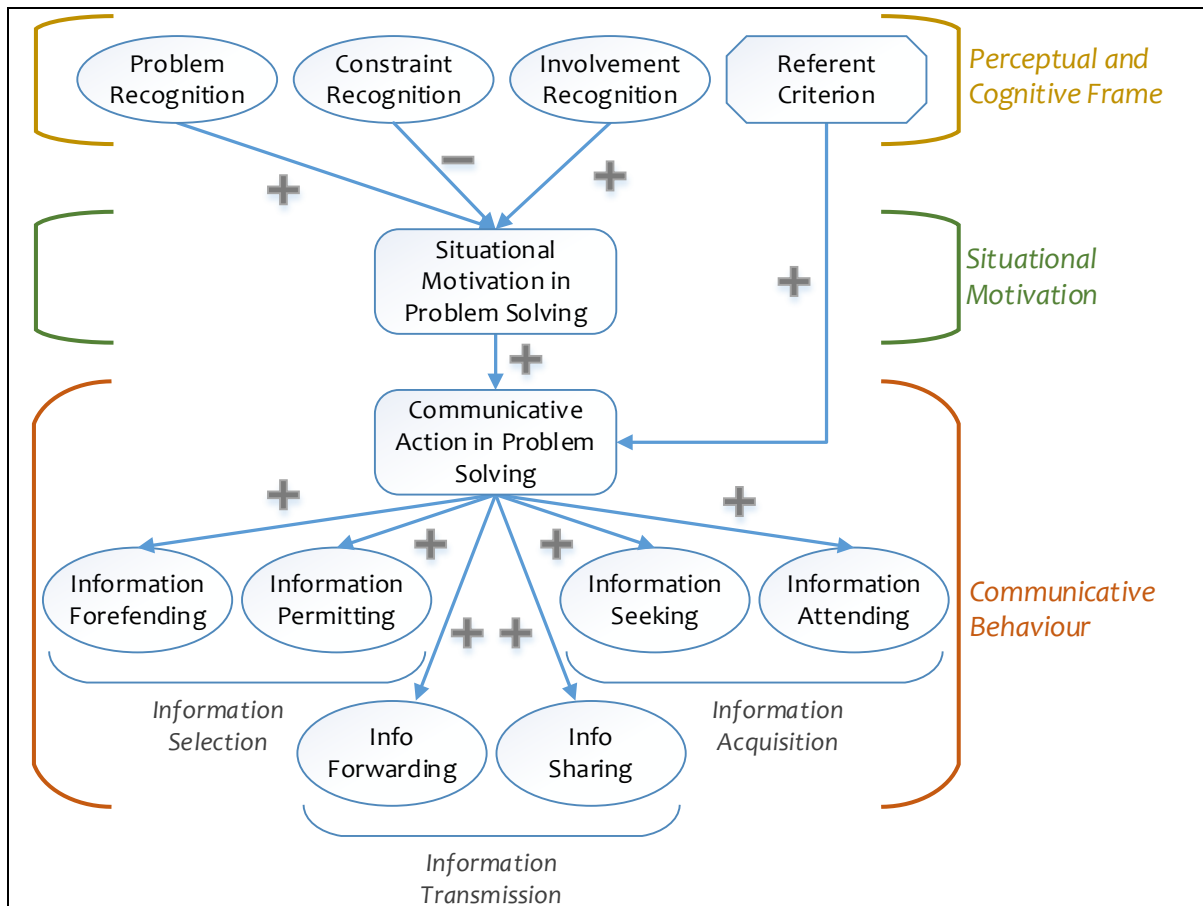 Problem
Recognition
Constraint
Recognition
Involvement
Recognition
Referent
Criterion
Perceptual and
Cognitive Frame
Situational
Motivation in
Problem Solving
Situational
Motivation
Communicative
Action in Problem
Solving
Information
Forefending
Information
Permitting
Information
Seeking
Information
Attending
Communicative
Behaviour
Information
Selection
Info
Forwarding
Info
Sharing
Information
Acquisition
Information
Transmission